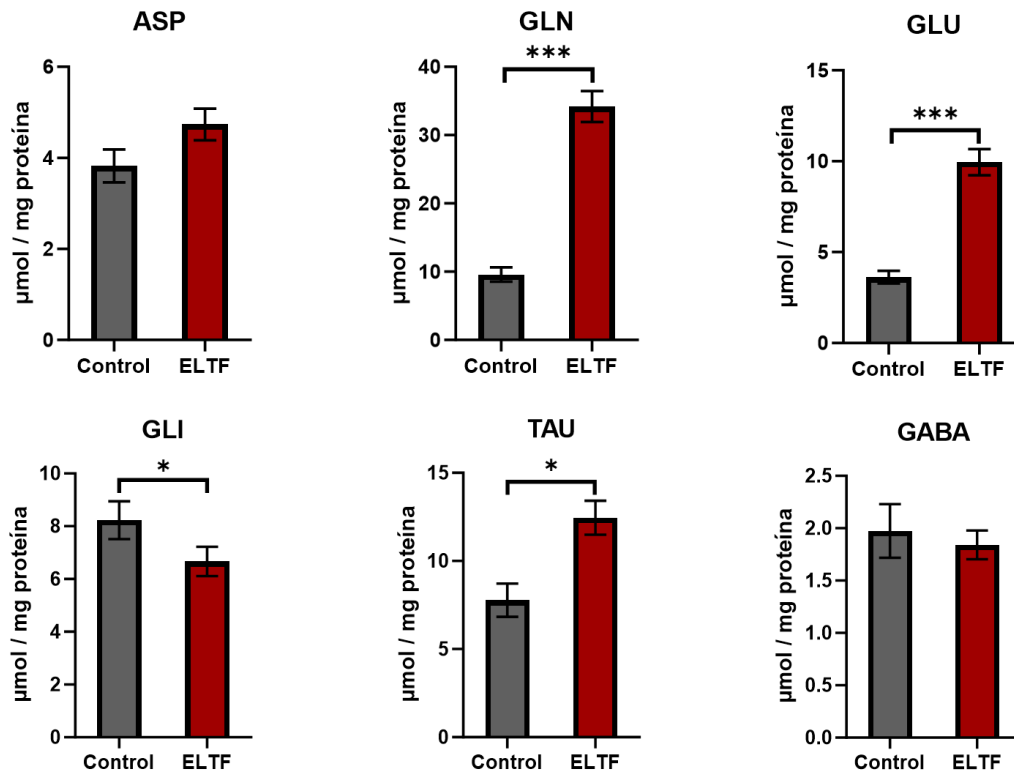 ASP
µmol / mg proteína
6
4
2
0
Control ELTF
GLN
***
µmol / mg proteína
40
30
20
10
0
Control ELTF
GLU
***
µmol / mg proteína
15
10
5
0
Control ELTF
GLI
*
µmol / mg proteína
10
8
6
4
2
0
Control ELTF
TAU
*
µmol / mg proteína
15
10
5
0
Control ELTF
GABA
µmol / mg proteína
2.5
2.0
1.5
1.0
0.5
0.0
Control ELTF